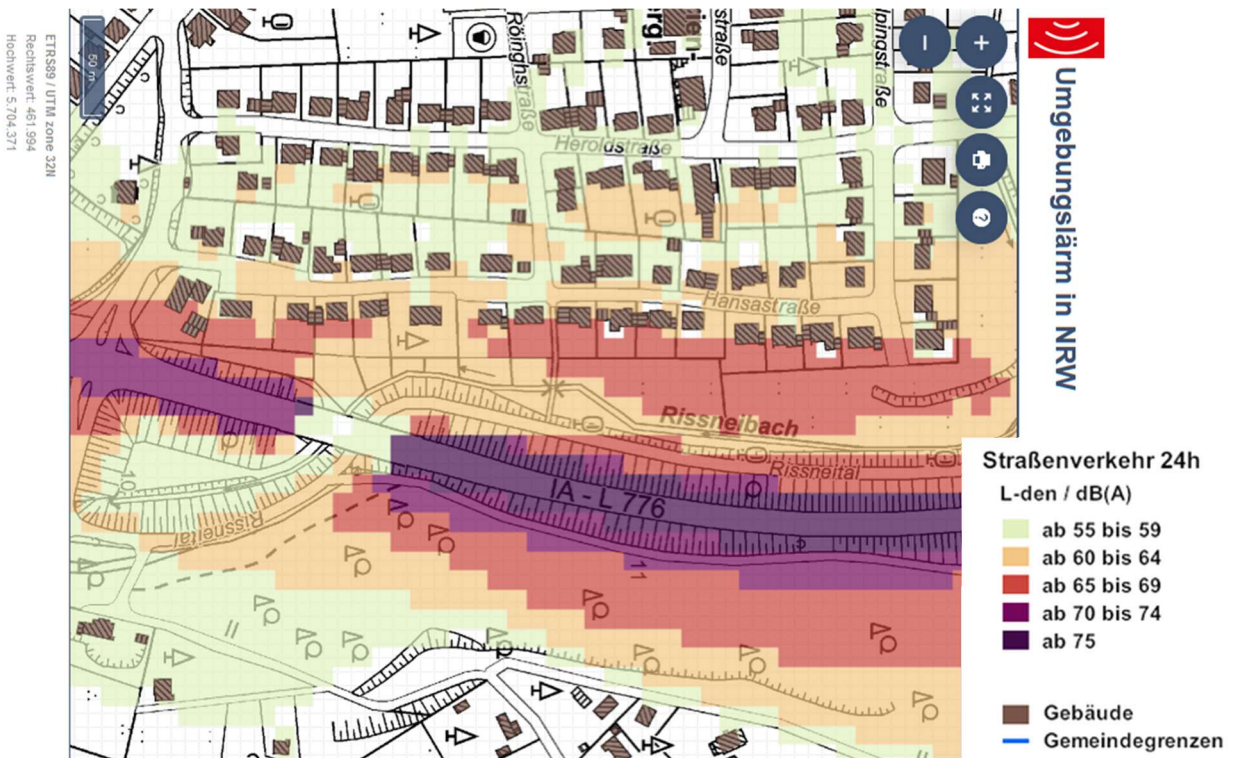 50 m
ETRS89 / UTM zone 32N
Rechtswert: 461.994
Hochwert: 5.704.371
Röinghstraße
straße
Heroldstraße
Hansastraße
Rissneibach
Rissneital
IA - L 776
Rissneital
10
11
− +
?
Umgebungslärm in NRW
Straßenverkehr 24h
L-den / dB(A)
ab 55 bis 59
ab 60 bis 64
ab 65 bis 69
ab 70 bis 74
ab 75
Gebäude
Gemeindegrenzen